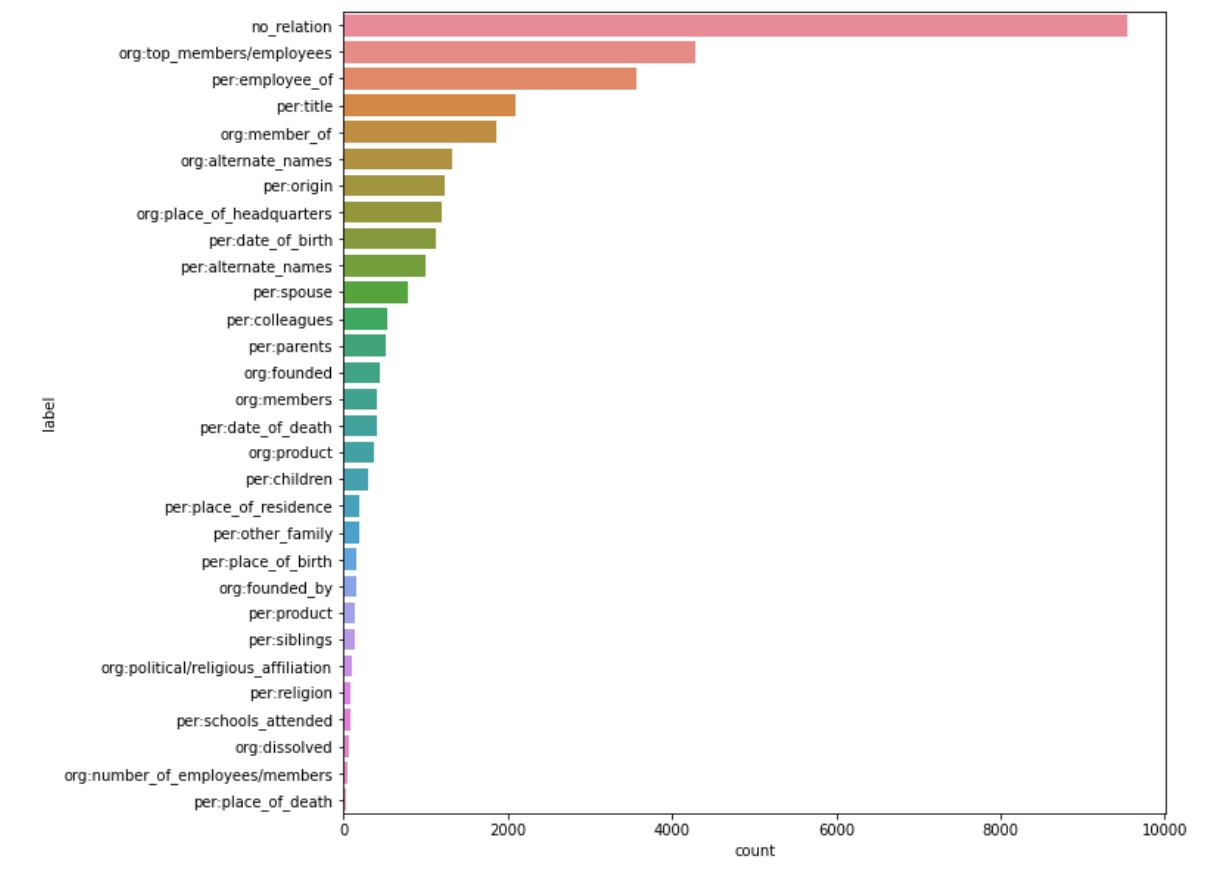 no_relation
org:top_members/employees
per:employee_of
per:title
org:member_of
org:alternate_names
per:origin
org:place_of_headquarters
per:date_of_birth
per:alternate_names
per:spouse
per:colleagues
per:parents
org:founded
org:members
per:date_of_death
org:product
per:children
per:place_of_residence
per:other_family
per:place_of_birth
org:founded_by
per:product
per:siblings
org:political/religious_affiliation
per:religion
per:schools_attended
org:dissolved
org:number_of_employees/members
per:place_of_death
label
0 2000 4000 6000 8000 10000
count